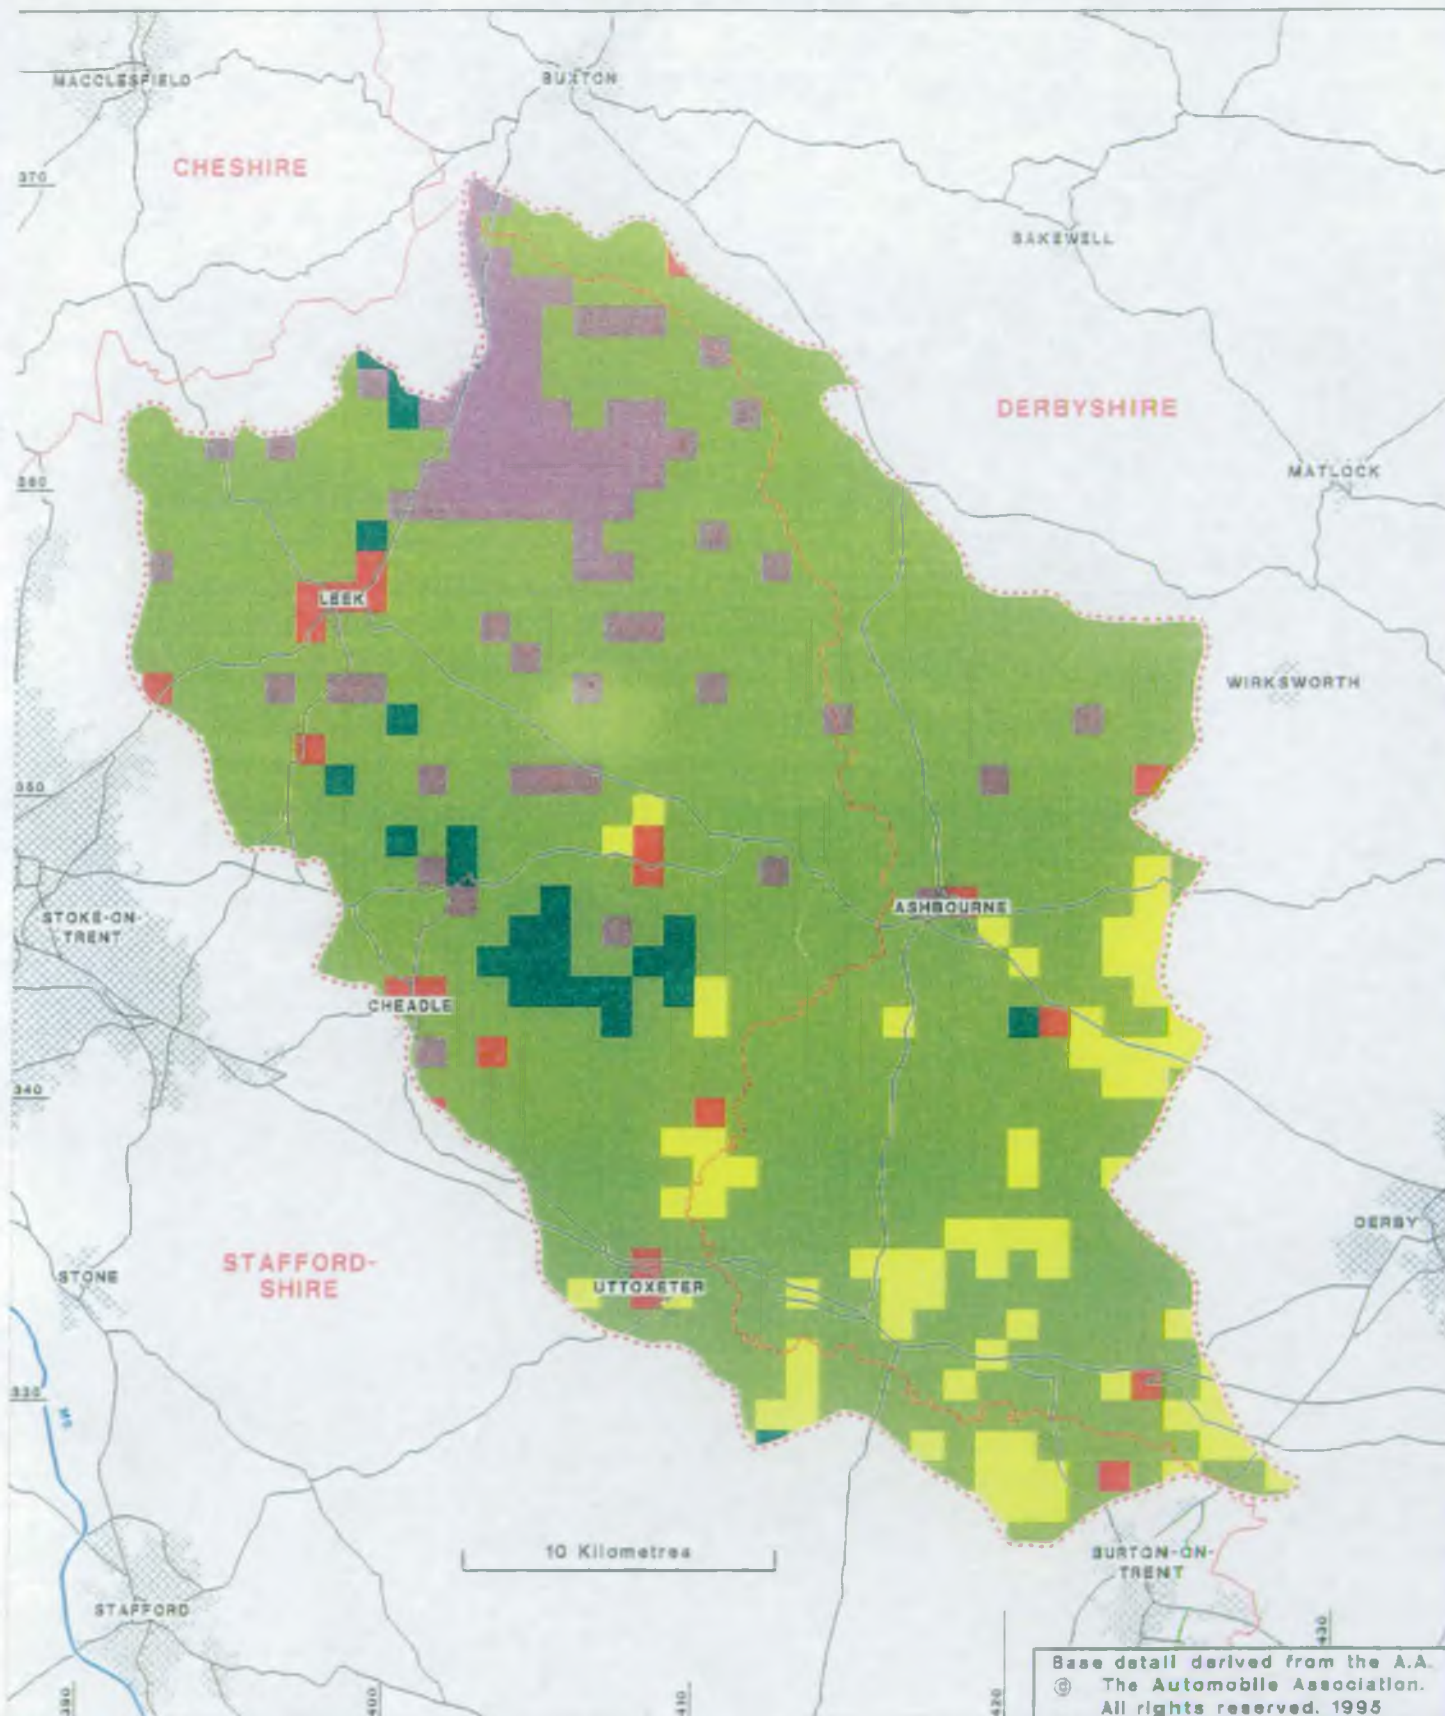 MACCLESFIELD
BUXTON
CHESHIRE
370
BAKEWELL
DERBYSHIRE
MATLOCK
360
LEEK
WIRKSWORTH
350
STOKE-ON-
TRENT
ASHBOURNE
CHEADLE
340
DERBY
STAFFORD-
SHIRE
STONE
UTTOXETER
330
M6
10 Kilometres
BURTON-ON-
TRENT
STAFFORD
390
400
410
420
430
Base detail derived from the A.A.
© The Automobile Association.
All rights reserved. 1995